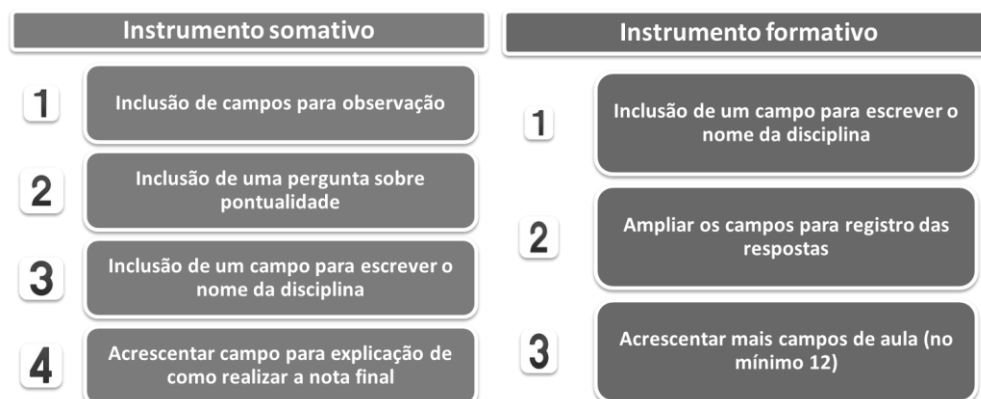 Instrumento somativo
1
Inclusão de campos para observação
2
Inclusão de uma pergunta sobre
pontualidade
3
Inclusão de um campo para escrever o
nome da disciplina
4
Acrescentar campo para explicação de
como realizar a nota final
Instrumento formativo
1
Inclusão de um campo para escrever o
nome da disciplina
2
Ampliar os campos para registro das
respostas
3
Acrescentar mais campos de aula (no
mínimo 12)